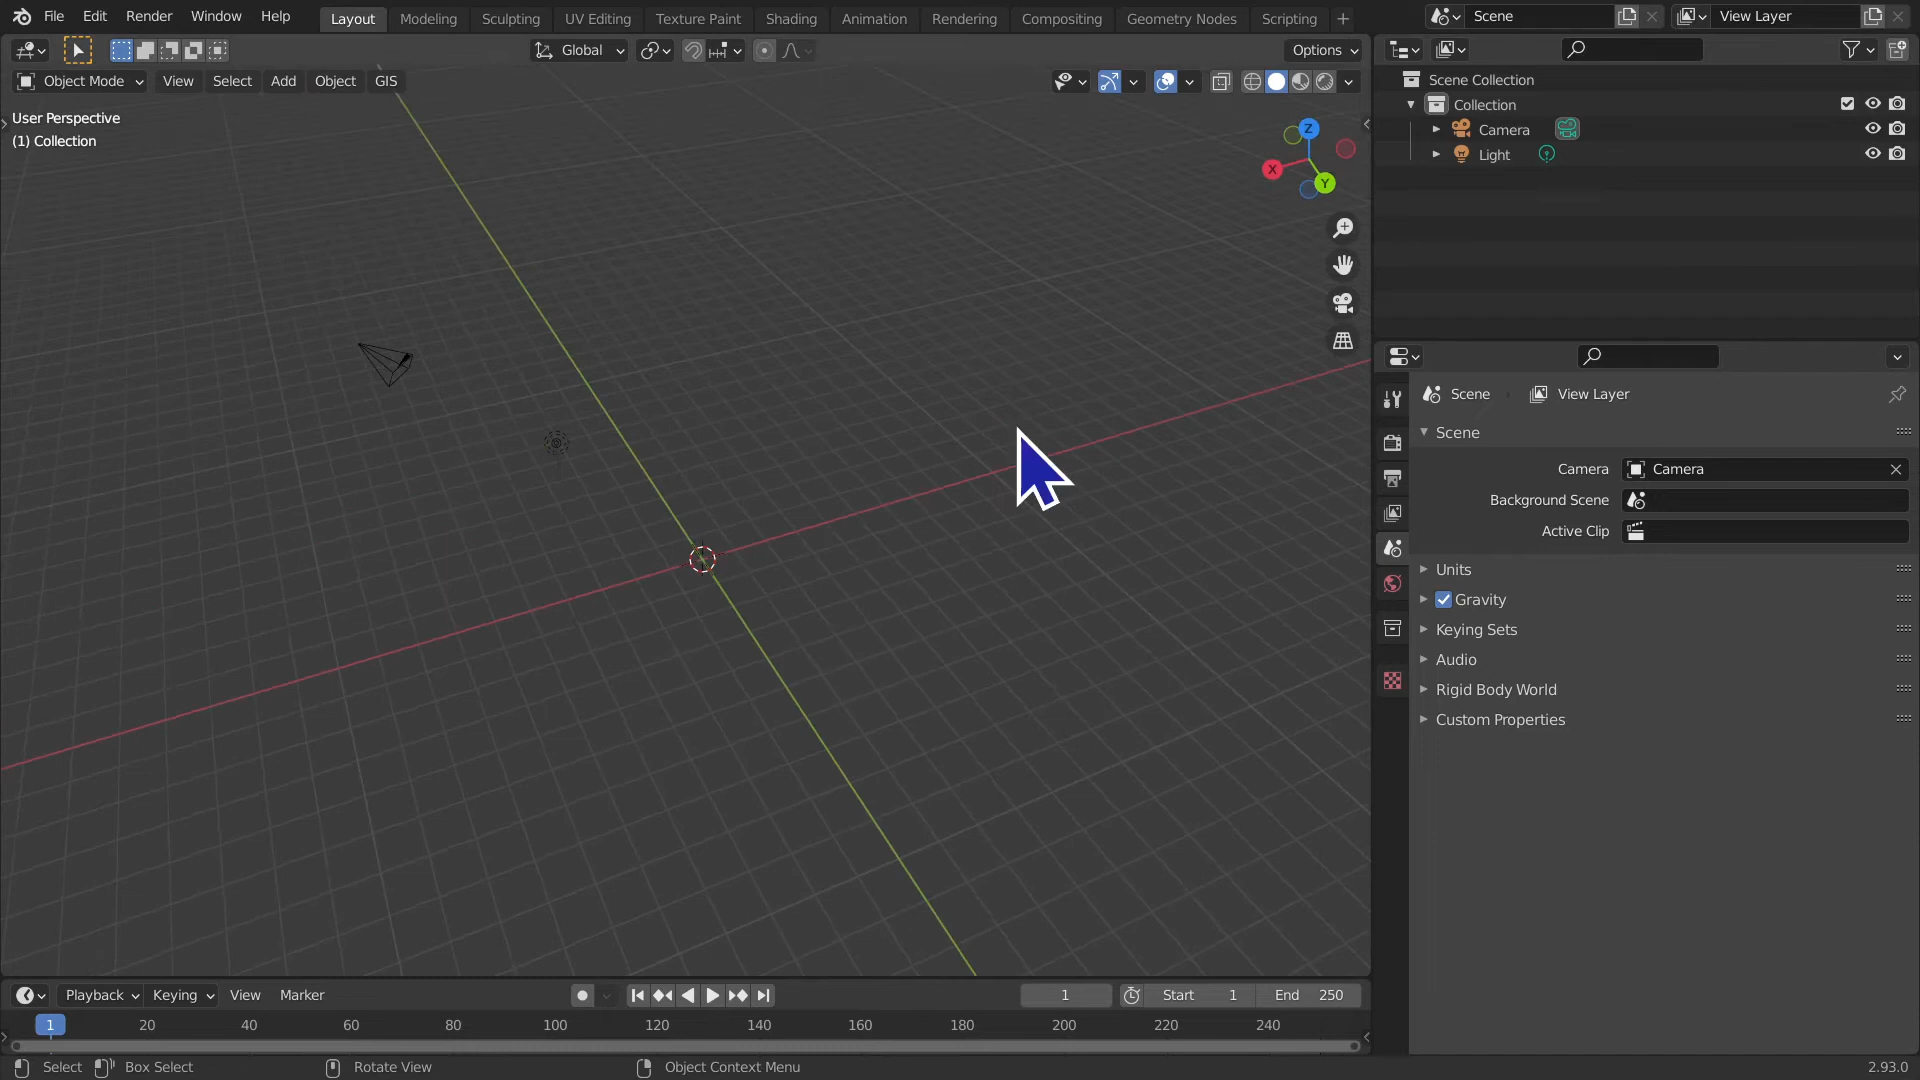 File Edit Render Window Help Layout Modeling Sculpting UV Editing Texture Paint Shading Animation Rendering Compositing Geometry Nodes Scripting + Scene View Layer
Global Options
Object Mode View Select Add Object GIS
User Perspective
(1) Collection
Z
X
Y
Scene Collection
Collection
Camera
Light
Scene View Layer
Scene
Camera Camera
Background Scene
Active Clip
Units
Gravity
Keying Sets
Audio
Rigid Body World
Custom Properties
Playback Keying View Marker 1 Start 1 End 250
1 20 40 60 80 100 120 140 160 180 200 220 240
Select Box Select Rotate View Object Context Menu 2.93.0